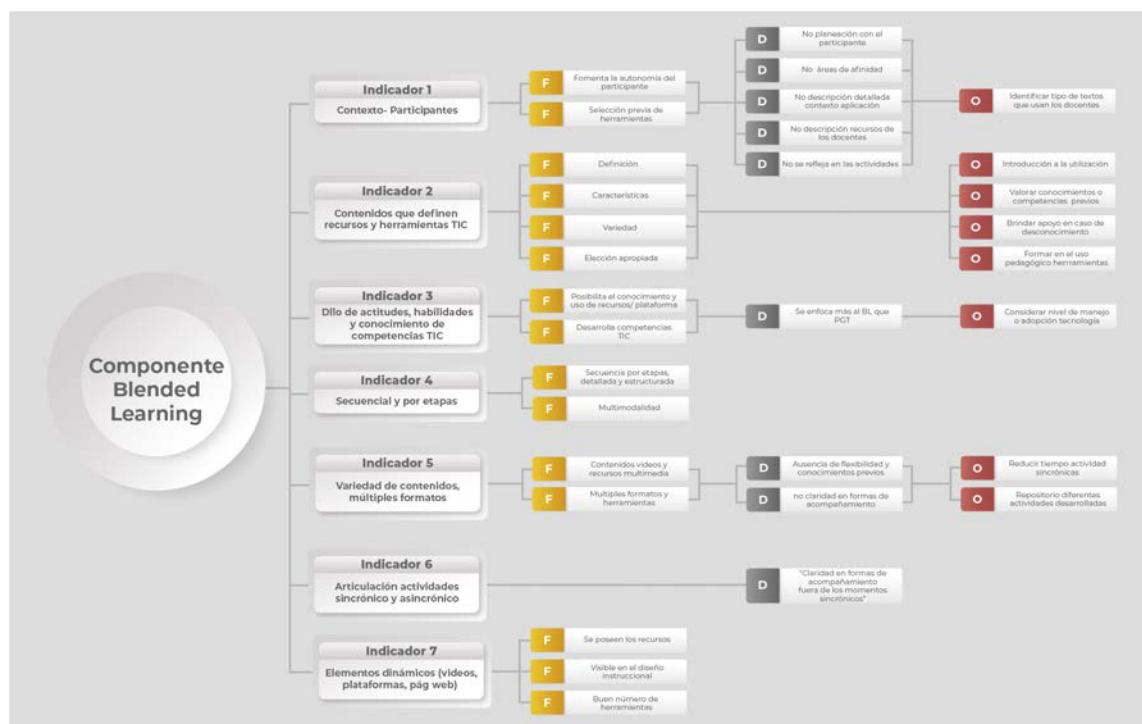 Componente
Blended
Learning
Indicador 1
Contexto- Participantes
F
Fomenta la autonomía del
participante
F
Selección previa de
herramientas
D
No planeación con el
participante
D
No áreas de afinidad
D
No descripción detallada
contexto aplicación
D
No descripción recursos de
los docentes
D
No se refleja en las actividades
O
Identificar tipo de textos
que usan los docentes
Indicador 2
Contenidos que definen
recursos y herramientas TIC
F
Definición
F
Características
F
Variedad
F
Elección apropiada
O
Introducción a la utilización
O
Valorar conocimientos o
competencias previos
O
Brindar apoyo en caso de
desconocimiento
O
Formar en el uso
pedagógico herrramientas
Indicador 3
Dllo de actitudes, habilidades
y conocimiento de
competencias TIC
F
Posibilita el conocimiento y
uso de recursos/ plataforma
F
Desarrolla competencias
TIC
D
Se enfoca más al BL que
PGT
O
Considerar nivel de manejo
o adopción tecnología
Indicador 4
Secuencial y por etapas
F
Secuencia por etapas,
detallada y estructurada
F
Multimodalidad
Indicador 5
Variedad de contenidos,
múltiples formatos
F
Contenidos videos y
recursos multimedia
F
Multiples formatos y
herramientas
D
Ausencia de flexibilidad y
conocimientos previos
D
no claridad en formas de
acompañamiento
O
Reducir tiempo actividad
sincrónicas
O
Repositorio diferentes
actividades desarrolladas
Indicador 6
Articulación actividades
sincrónico y asincrónico
D
"Claridad en formas de
acompañamiento
fuera de los momentos
sincrónicos"
Indicador 7
Elementos dinámicos (videos,
plataformas, pág web)
F
Se poseen los recursos
F
Visible en el diseño
instruccional
F
Buen número de
herramientas